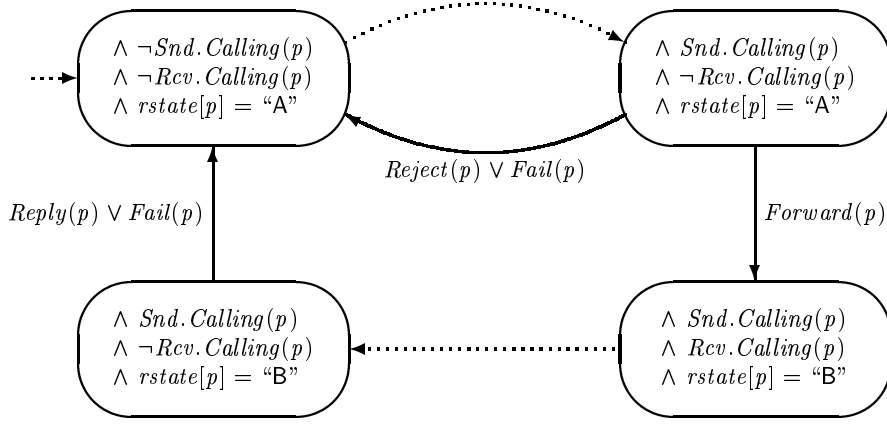 ∧ ¬Snd.Calling(p)
∧ ¬Rcv.Calling(p)
∧ rstate[p] = “A”
∧ Snd.Calling(p)
∧ ¬Rcv.Calling(p)
∧ rstate[p] = “A”
Reject(p) ∨ Fail(p)
Reply(p) ∨ Fail(p)
Forward(p)
∧ Snd.Calling(p)
∧ ¬Rcv.Calling(p)
∧ rstate[p] = “B”
∧ Snd.Calling(p)
∧ Rcv.Calling(p)
∧ rstate[p] = “B”